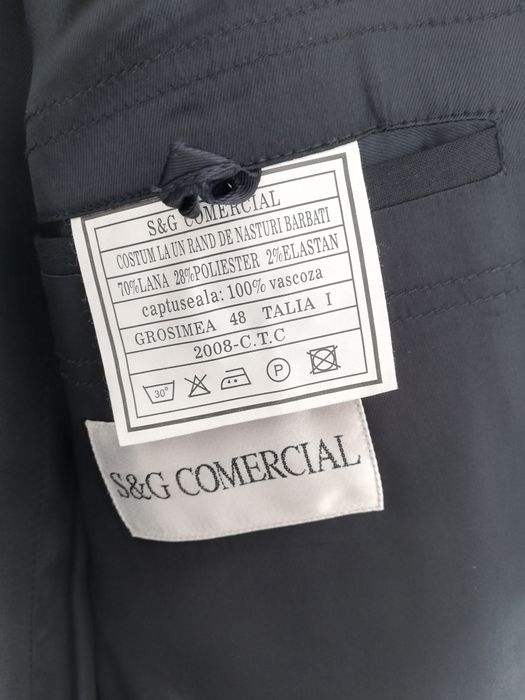 S&G COMERCIAL
COSTUM LA UN RAND DE NASTURI BARBATI
70%LANA 28%POLIESTER 2%ELASTAN
captuseala: 100% vascoza
GROSIMEA 48 TALIA I
2008-C.T.C
30° P
S&G COMERCIAL